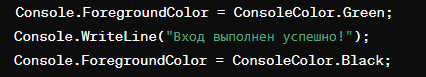 Console.ForegroundColor = ConsoleColor.Green;
Console.WriteLine("Вход выполнен успешно!");
Console.ForegroundColor = ConsoleColor.Black;